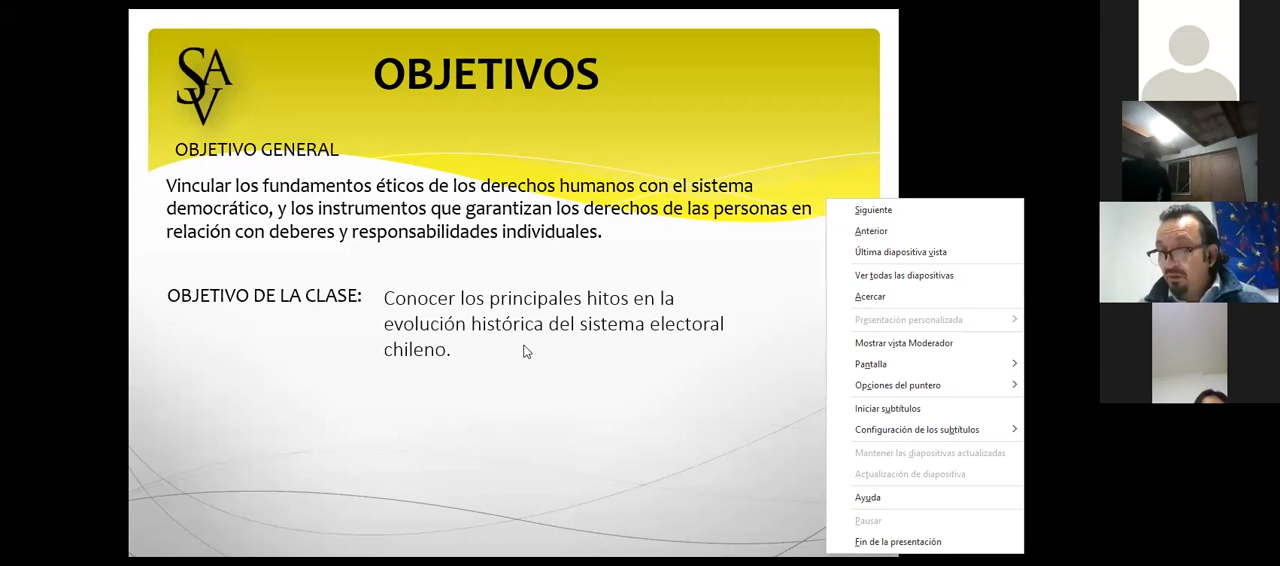 SAV
OBJETIVOS
OBJETIVO GENERAL
Vincular los fundamentos éticos de los derechos humanos con el sistema
democrático, y los instrumentos que garantizan los derechos de las personas en
relación con deberes y responsabilidades individuales.
OBJETIVO DE LA CLASE:
Conocer los principales hitos en la
evolución histórica del sistema electoral
chileno.
Siguiente
Anterior
Última diapositiva vista
Ver todas las diapositivas
Acercar
Presentación personalizada
Mostrar vista Moderador
Pantalla
Opciones del puntero
Iniciar subtítulos
Configuración de los subtítulos
Mantener las diapositivas actualizadas
Actualización de diapositiva
Ayuda
Pausar
Fin de la presentación